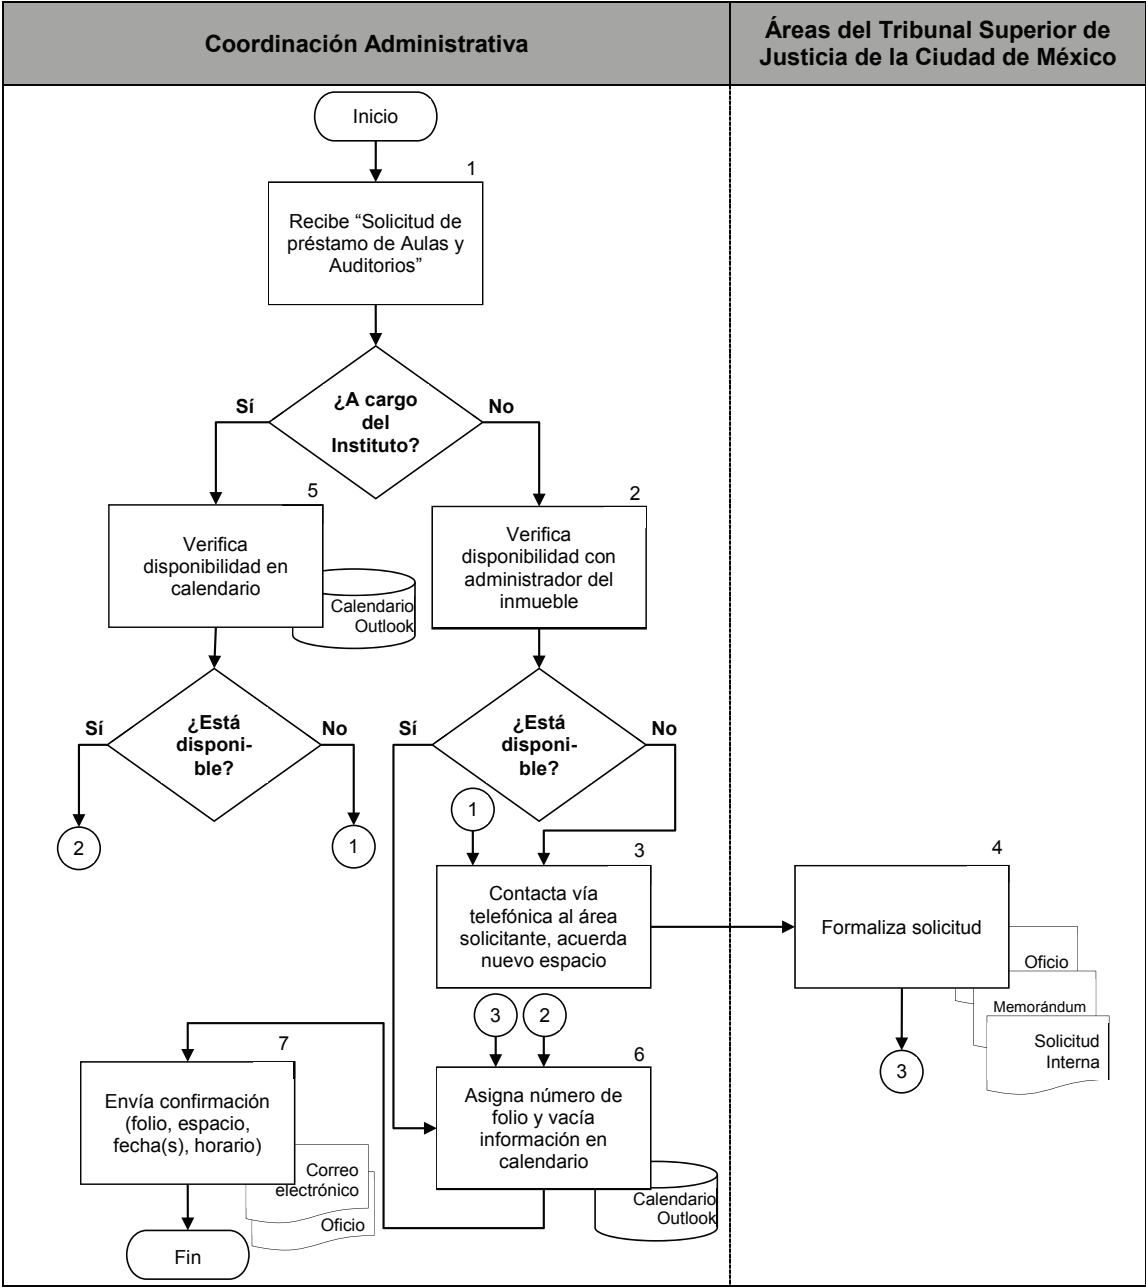 Coordinación Administrativa
Áreas del Tribunal Superior de
Justicia de la Ciudad de México
Inicio
1
Recibe “Solicitud de
préstamo de Aulas y
Auditorios”
¿A cargo
del
Instituto?
Sí
No
5
Verifica
disponibilidad en
calendario
Calendario
Outlook
2
Verifica
disponibilidad con
administrador del
inmueble
Sí
¿Está
disponi-
ble?
No
2
1
Sí
¿Está
disponi-
ble?
No
1
3
Contacta vía
telefónica al área
solicitante, acuerda
nuevo espacio
4
Formaliza solicitud
Oficio
Memorándum
Solicitud
Interna
3
3
2
6
Asigna número de
folio y vacía
información en
calendario
Calendario
Outlook
7
Envía confirmación
(folio, espacio,
fecha(s), horario)
Correo
electrónico
Oficio
Fin